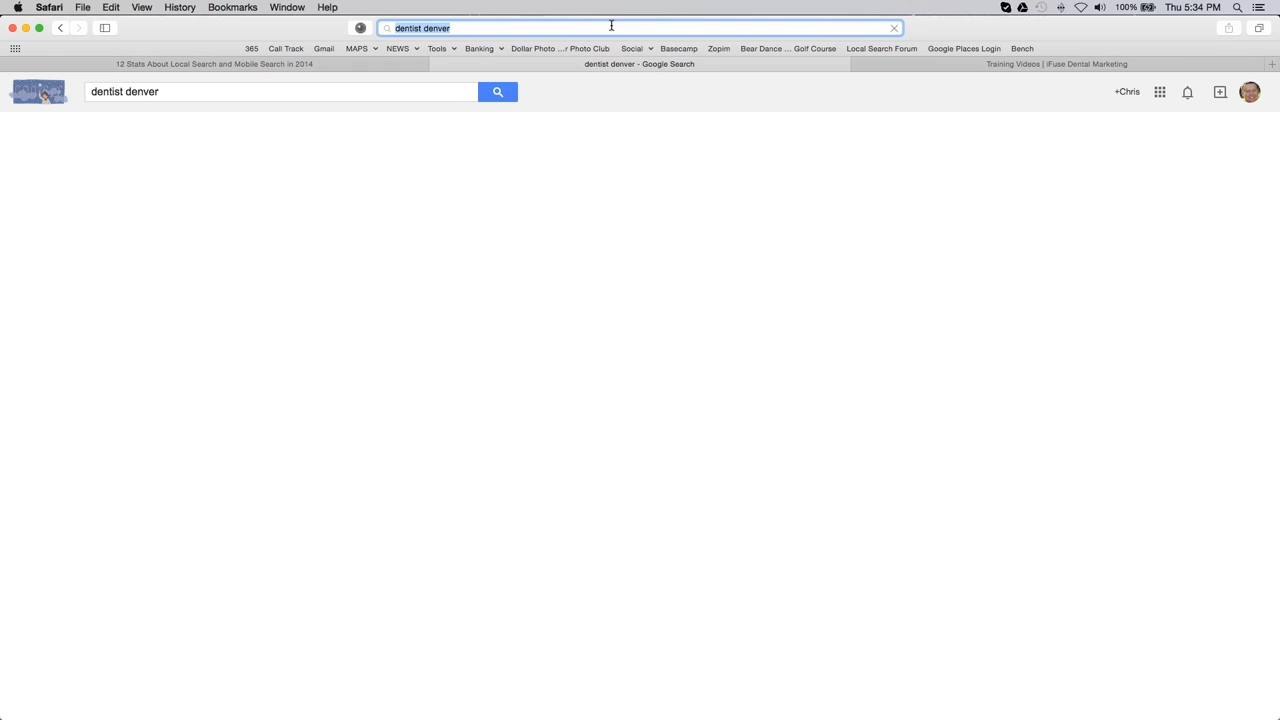 Safari File Edit View History Bookmarks Window Help 100% Thu 5:34 PM
dentist denver
365 Call Track Gmail MAPS NEWS Tools Banking Dollar Photo ...r Photo Club Social Basecamp Zopim Bear Dance ... Golf Course Local Search Forum Google Places Login Bench
12 Stats About Local Search and Mobile Search in 2014 dentist denver - Google Search Training Videos | iFuse Dental Marketing
dentist denver +Chris